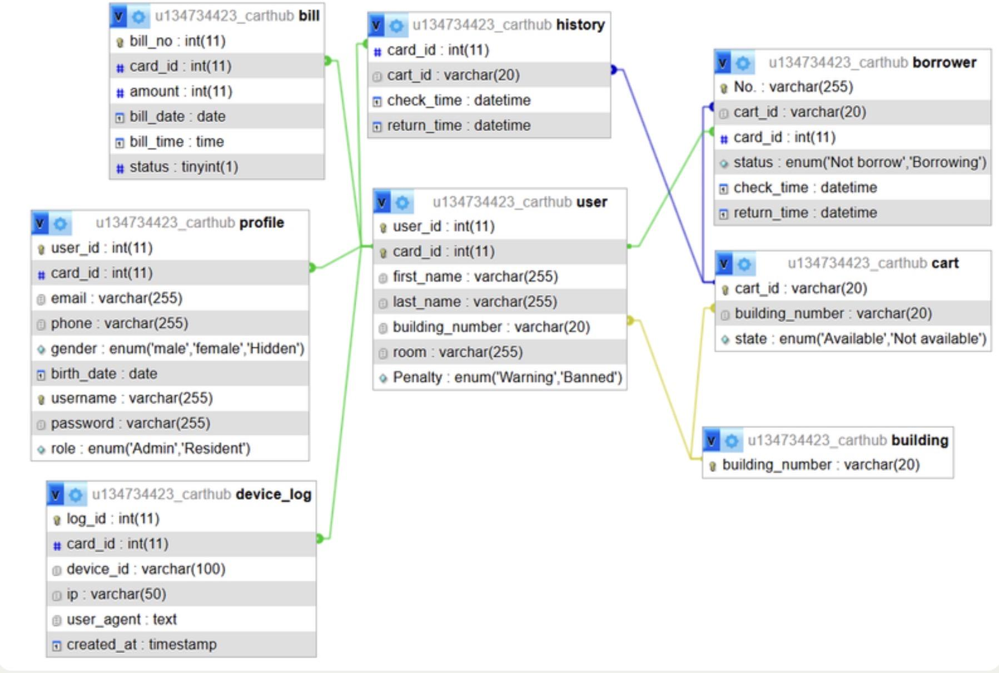 u134734423_carthub bill
bill_no : int(11)
card_id : int(11)
amount : int(11)
bill_date : date
bill_time : time
status : tinyint(1)
u134734423_carthub history
card_id : int(11)
cart_id : varchar(20)
check_time : datetime
return_time : datetime
u134734423_carthub borrower
No. : varchar(255)
cart_id : varchar(20)
card_id : int(11)
status : enum('Not borrow','Borrowing')
check_time : datetime
return_time : datetime
u134734423_carthub profile
user_id : int(11)
card_id : int(11)
email : varchar(255)
phone : varchar(255)
gender : enum('male','female','Hidden')
birth_date : date
username : varchar(255)
password : varchar(255)
role : enum('Admin','Resident')
u134734423_carthub user
user_id : int(11)
card_id : int(11)
first_name : varchar(255)
last_name : varchar(255)
building_number : varchar(20)
room : varchar(255)
Penalty : enum('Warning','Banned')
u134734423_carthub cart
cart_id : varchar(20)
building_number : varchar(20)
state : enum('Available','Not available')
u134734423_carthub building
building_number : varchar(20)
u134734423_carthub device_log
log_id : int(11)
card_id : int(11)
device_id : varchar(100)
ip : varchar(50)
user_agent : text
created_at : timestamp